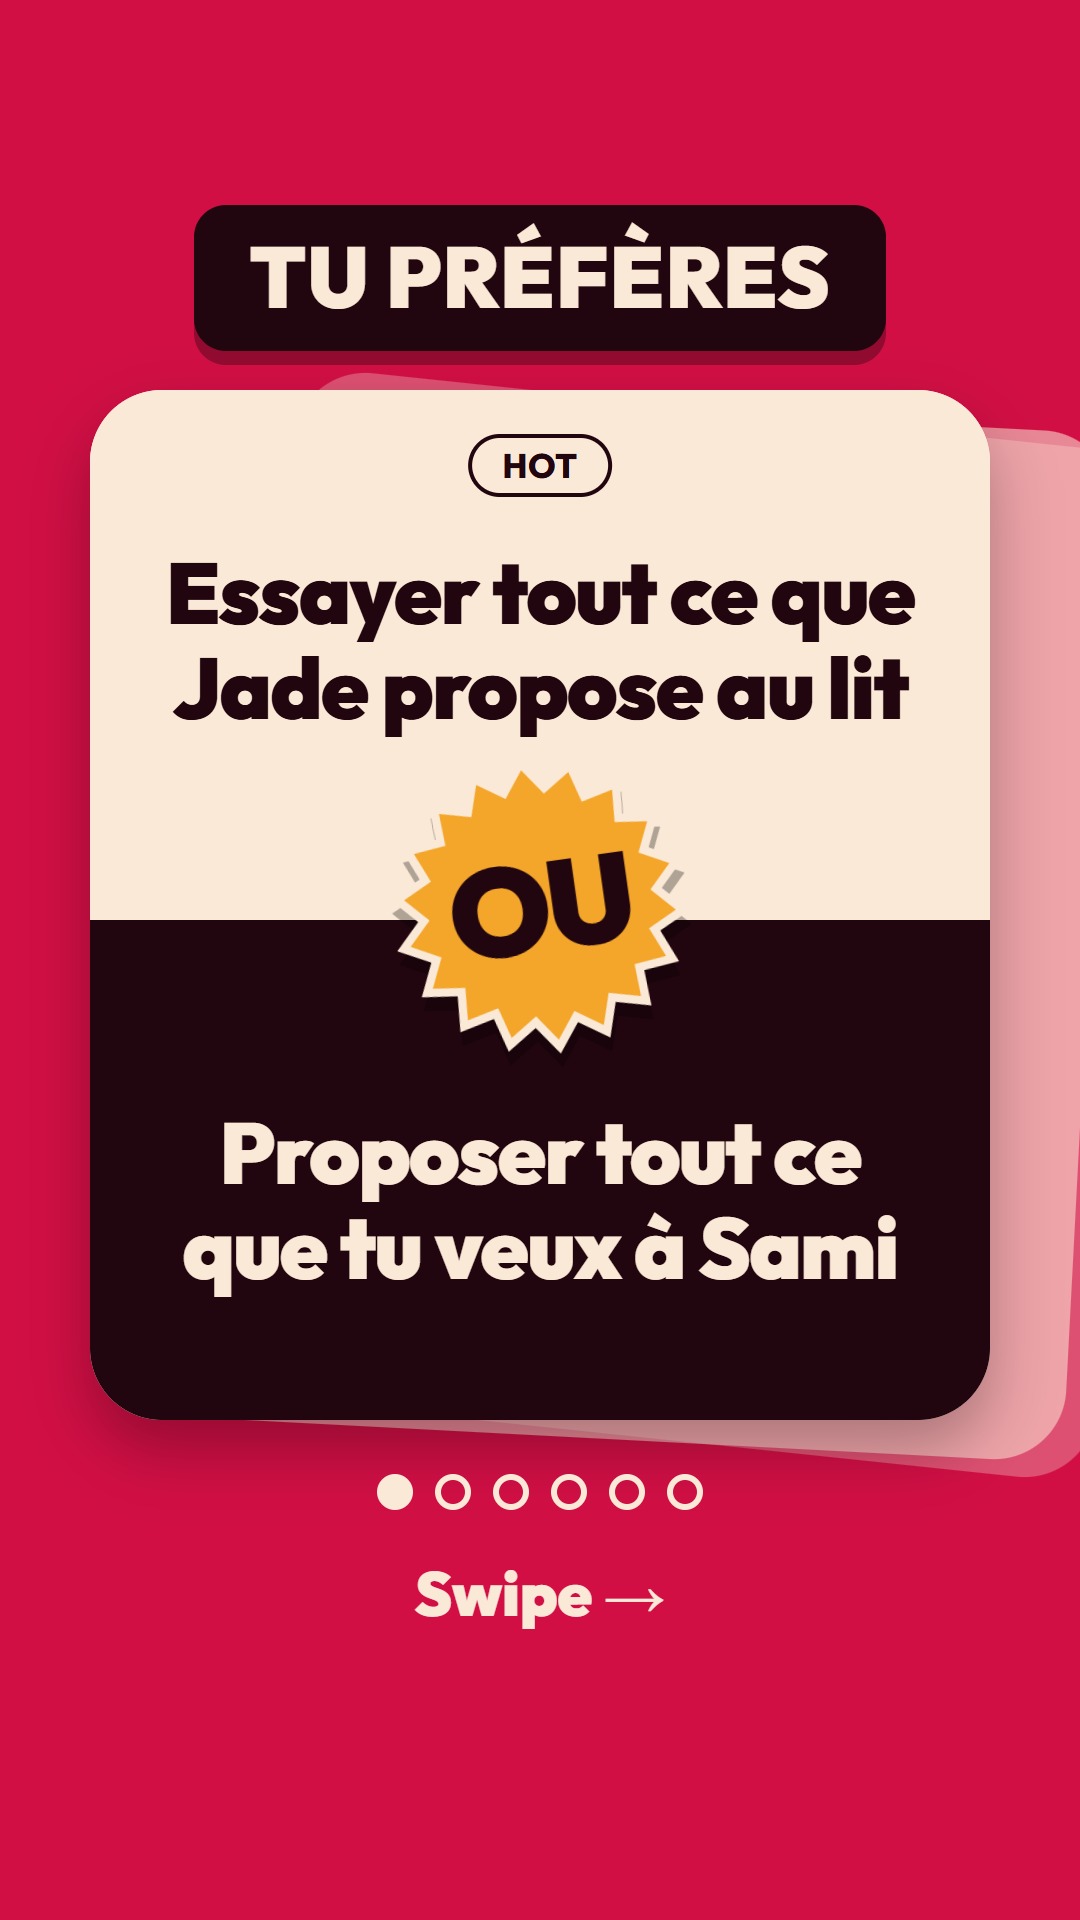 TU PRÉFÈRES
HOT
Essayer tout ce que
Jade propose au lit
OU
Proposer tout ce
que tu veux à Sami
Swipe →